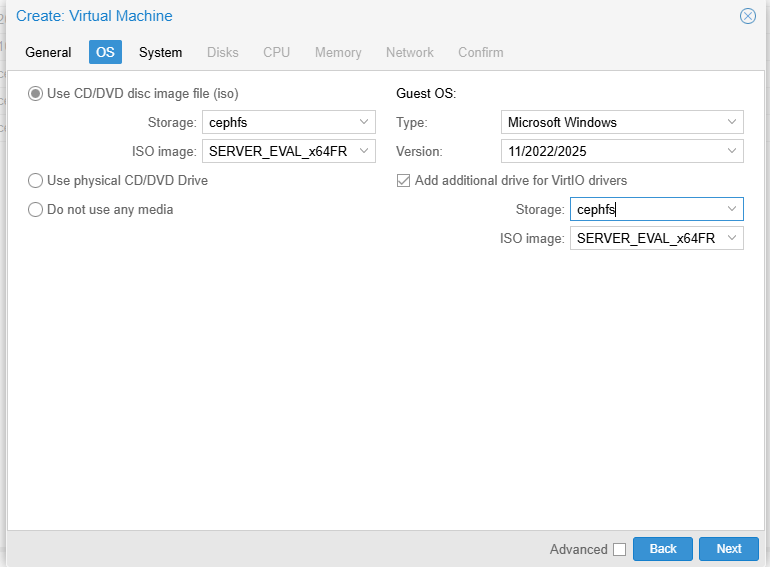 Create: Virtual Machine
General OS System Disks CPU Memory Network Confirm
Use CD/DVD disc image file (iso)
Storage: cephfs
ISO image: SERVER_EVAL_x64FR
Use physical CD/DVD Drive
Do not use any media
Guest OS:
Type: Microsoft Windows
Version: 11/2022/2025
Add additional drive for VirtIO drivers
Storage: cephfs
ISO image: SERVER_EVAL_x64FR
Advanced Back Next